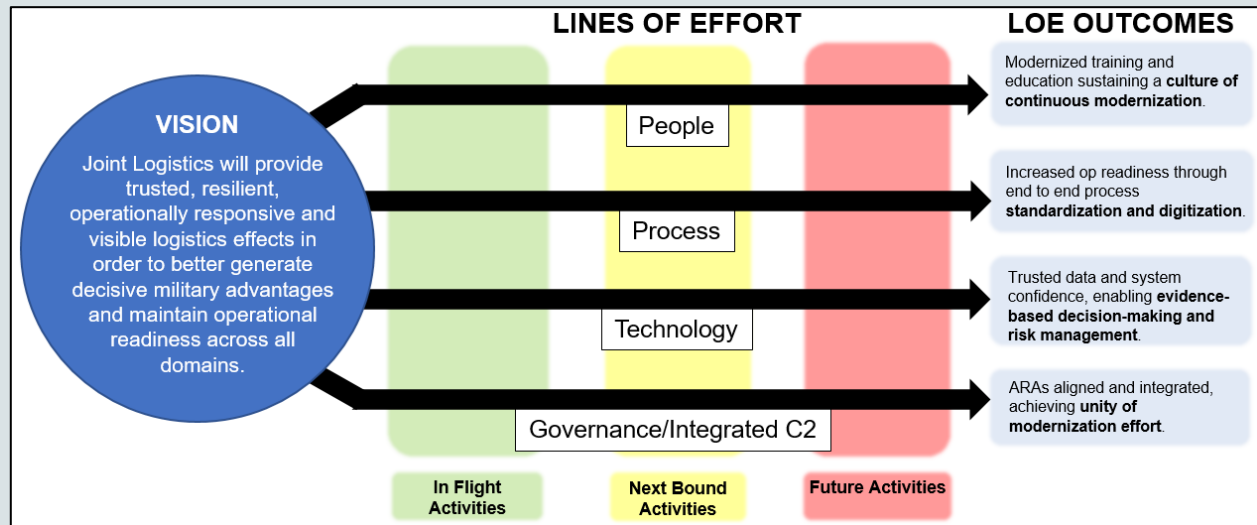 LINES OF EFFORT
LOE OUTCOMES
VISION
Joint Logistics will provide
trusted, resilient,
operationally responsive and
visible logistics effects in
order to better generate
decisive military advantages
and maintain operational
readiness across all
domains.
People
Process
Technology
Governance/Integrated C2
Modernized training and
education sustaining a culture of
continuous modernization.
Increased op readiness through
end to end process
standardization and digitization.
Trusted data and system
confidence, enabling evidence-
based decision-making and
risk management.
ARAs aligned and integrated,
achieving unity of
modernization effort.
In Flight
Activities
Next Bound
Activities
Future Activities